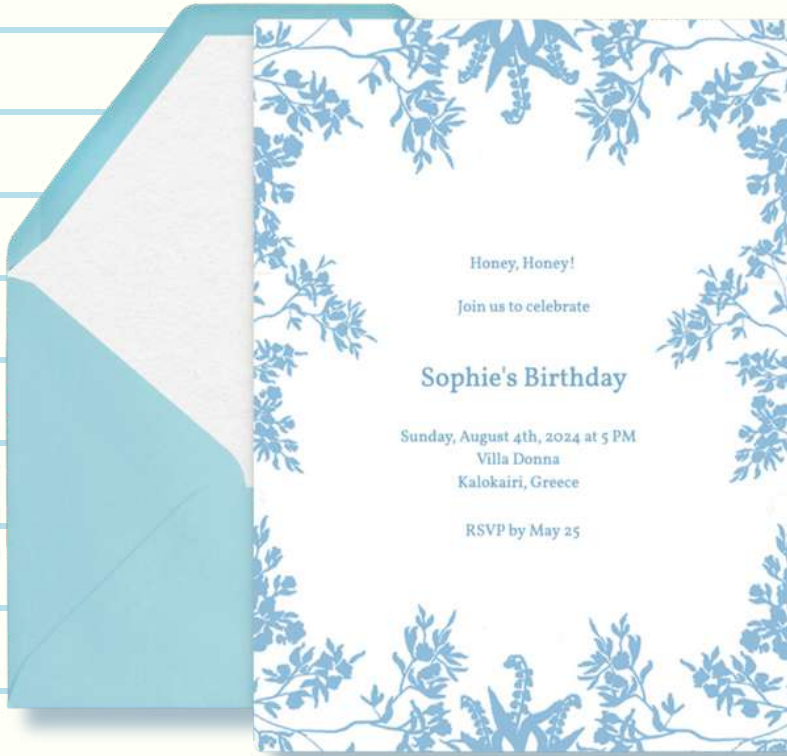 Honey, Honey!
Join us to celebrate
Sophie's Birthday
Sunday, August 4th, 2024 at 5 PM
Villa Donna
Kalokairi, Greece
RSVP by May 25